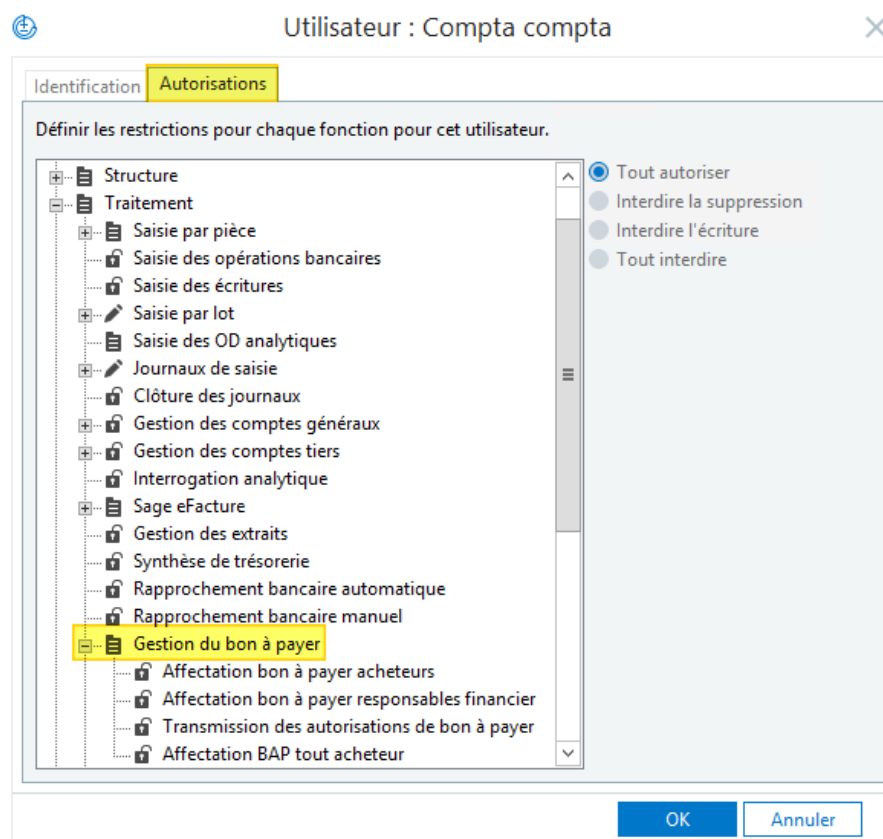 Utilisateur : Compta compta
Identification
Autorisations
Définir les restrictions pour chaque fonction pour cet utilisateur.
Structure
Traitement
Saisie par pièce
Saisie des opérations bancaires
Saisie des écritures
Saisie par lot
Saisie des OD analytiques
Journaux de saisie
Clôture des journaux
Gestion des comptes généraux
Gestion des comptes tiers
Interrogation analytique
Sage eFacture
Gestion des extraits
Synthèse de trésorerie
Rapprochement bancaire automatique
Rapprochement bancaire manuel
Gestion du bon à payer
Affectation bon à payer acheteurs
Affectation bon à payer responsables financier
Transmission des autorisations de bon à payer
Affectation BAP tout acheteur
Tout autoriser
Interdire la suppression
Interdire l'écriture
Tout interdire
OK
Annuler